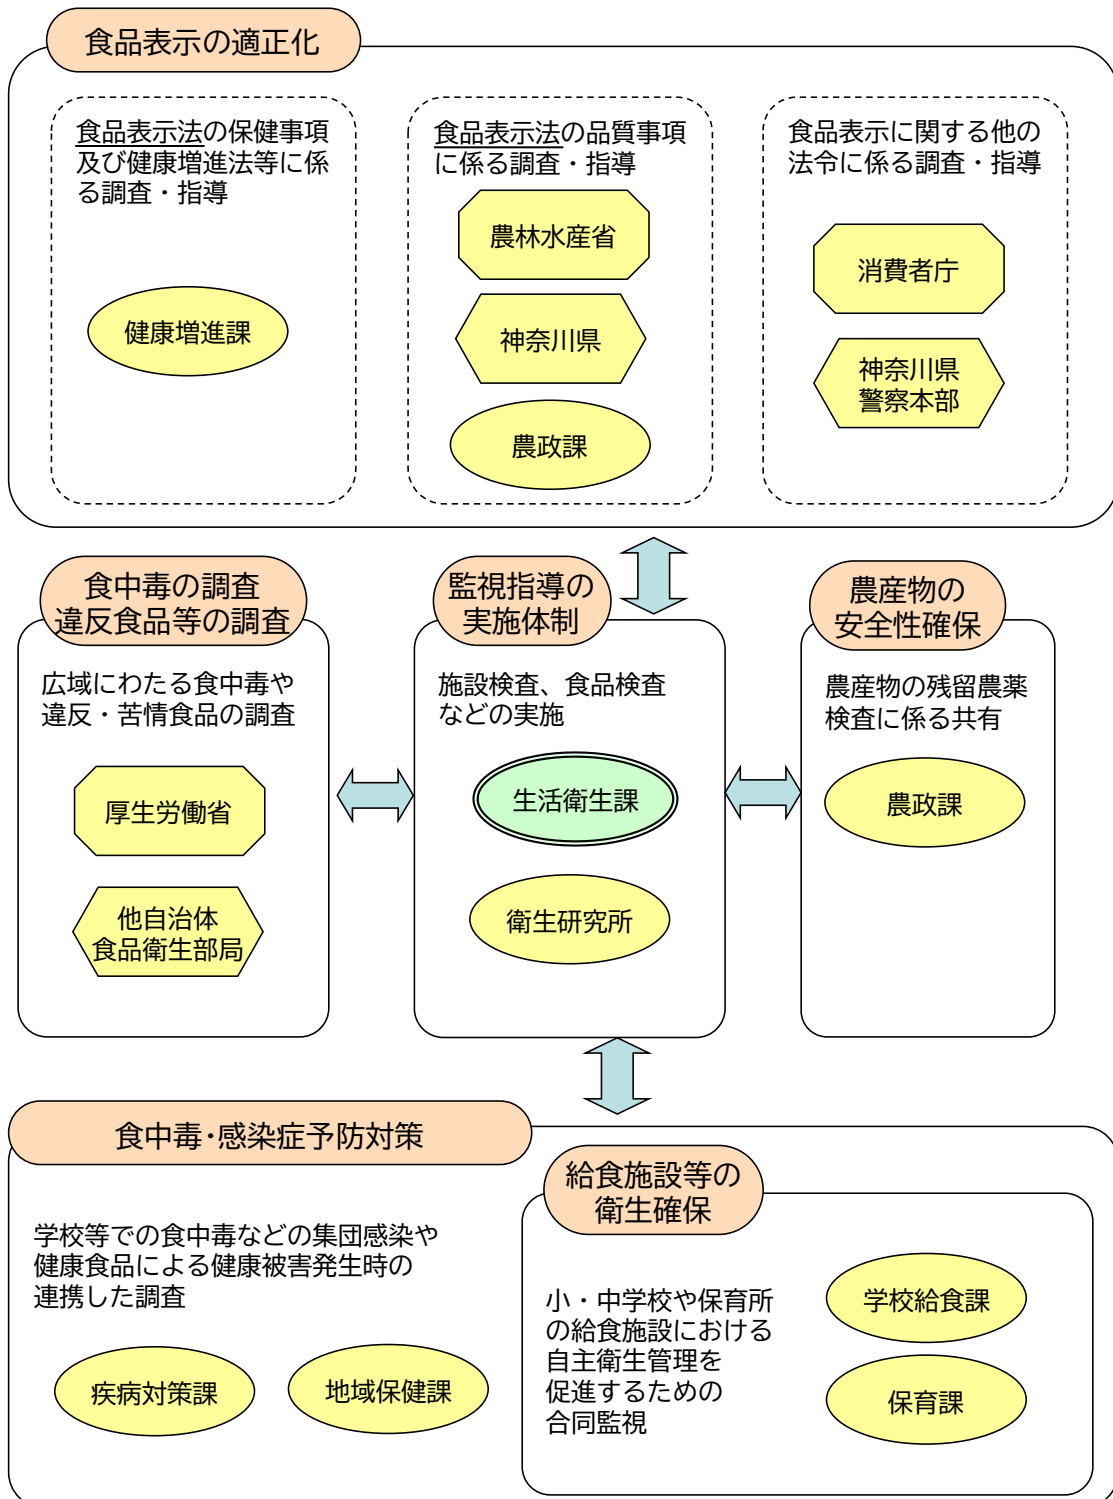 食品表示の適正化
食品表示法の保健事項
及び健康増進法等に係
る調査・指導
健康増進課
食品表示法の品質事項
に係る調査・指導
農林水産省
神奈川県
農政課
食品表示に関する他の
法令に係る調査・指導
消費者庁
神奈川県
警察本部
食中毒の調査
違反食品等の調査
広域にわたる食中毒や
違反・苦情食品の調査
厚生労働省
他自治体
食品衛生部局
監視指導の
実施体制
施設検査、食品検査
などの実施
生活衛生課
衛生研究所
農産物の
安全性確保
農産物の残留農薬
検査に係る共有
農政課
食中毒・感染症予防対策
学校等での食中毒などの集団感染や
健康食品による健康被害発生時の
連携した調査
疾病対策課
地域保健課
給食施設等の
衛生確保
小・中学校や保育所
の給食施設における
自主衛生管理を
促進するための
合同監視
学校給食課
保育課